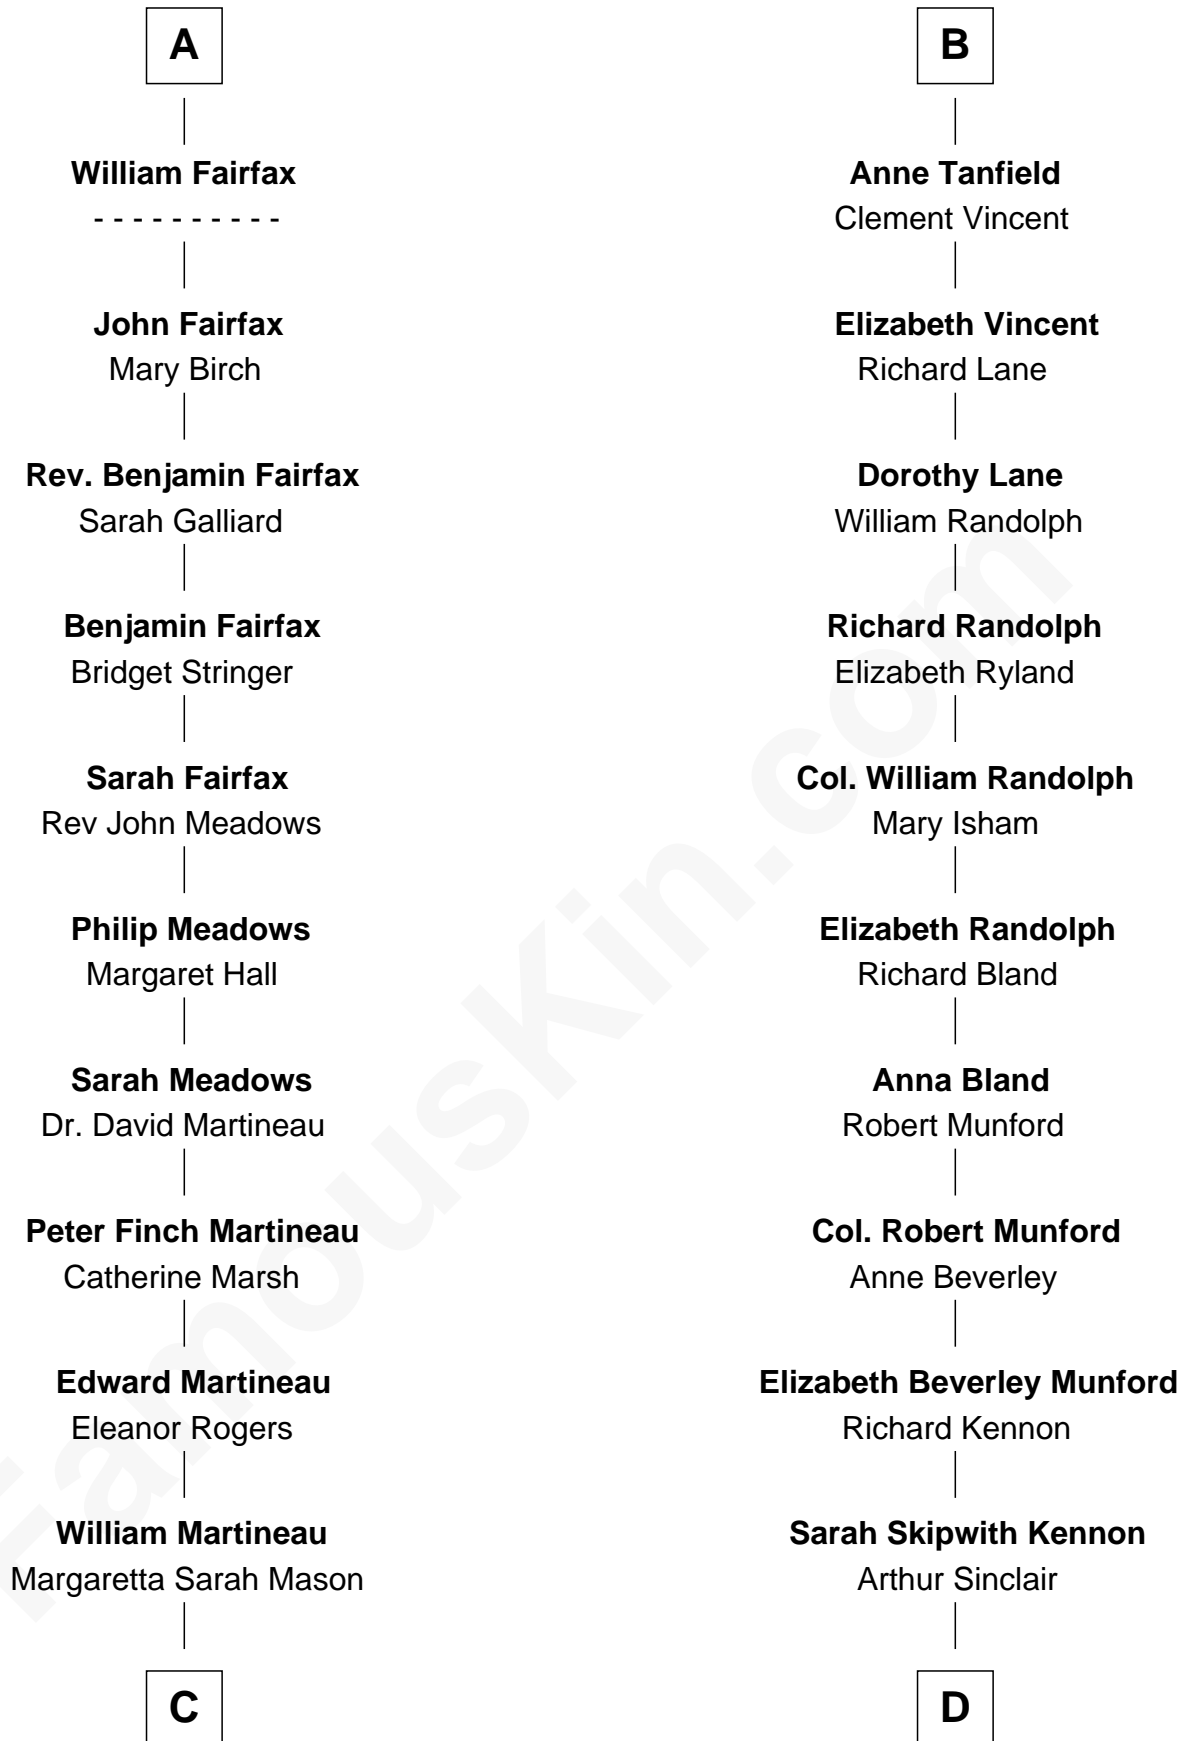 A
William Fairfax
- - - - - - - - - -
John Fairfax
Mary Birch
Rev. Benjamin Fairfax
Sarah Galliard
Benjamin Fairfax
Bridget Stringer
Sarah Fairfax
Rev John Meadows
Philip Meadows
Margaret Hall
Sarah Meadows
Dr. David Martineau
Peter Finch Martineau
Catherine Marsh
Edward Martineau
Eleanor Rogers
William Martineau
Margaretta Sarah Mason
C
B
Anne Tanfield
Clement Vincent
Elizabeth Vincent
Richard Lane
Dorothy Lane
William Randolph
Richard Randolph
Elizabeth Ryland
Col. William Randolph
Mary Isham
Elizabeth Randolph
Richard Bland
Anna Bland
Robert Munford
Col. Robert Munford
Anne Beverley
Elizabeth Beverley Munford
Richard Kennon
Sarah Skipwith Kennon
Arthur Sinclair
D
FamousKin.com